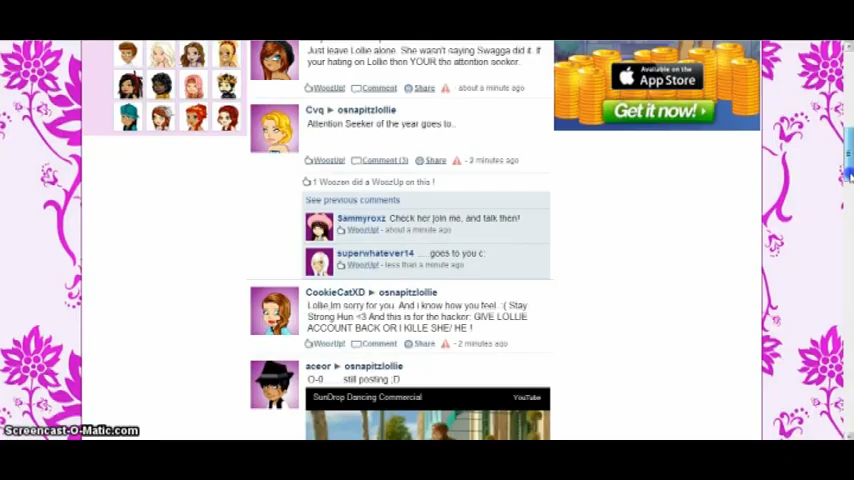 Just leave Lollie alone. She wasn't saying Swagga did it. If
your hating on Lollie then YOUR the attention seeker.
WoozUp! Comment Share about a minute ago
Cvq ► osnapitzlollie
Attention Seeker of the year goes to..
WoozUp! Comment (3) Share - 2 minutes ago
1 Woozen did a WoozUp on this !
See previous comments
Sammyroxz Check her join me, and talk then!
WoozUp! - about a minute ago
superwhatever14 .....goes to you c:
WoozUp! - less than a minute ago
CookieCatXD ► osnapitzlollie
Lollie,Im sorry for you. And i know how you feel. :( Stay
Strong Hun <3 And this is for the hacker: GIVE LOLLIE
ACCOUNT BACK OR I KILLE SHE/ HE !
WoozUp! Comment Share - 2 minutes ago
aceor ► osnapitzlollie
O-0.......still posting ;D
SunDrop Dancing Commercial YouTube
Available on the
App Store
Get it now!
Screencast-O-Matic.com